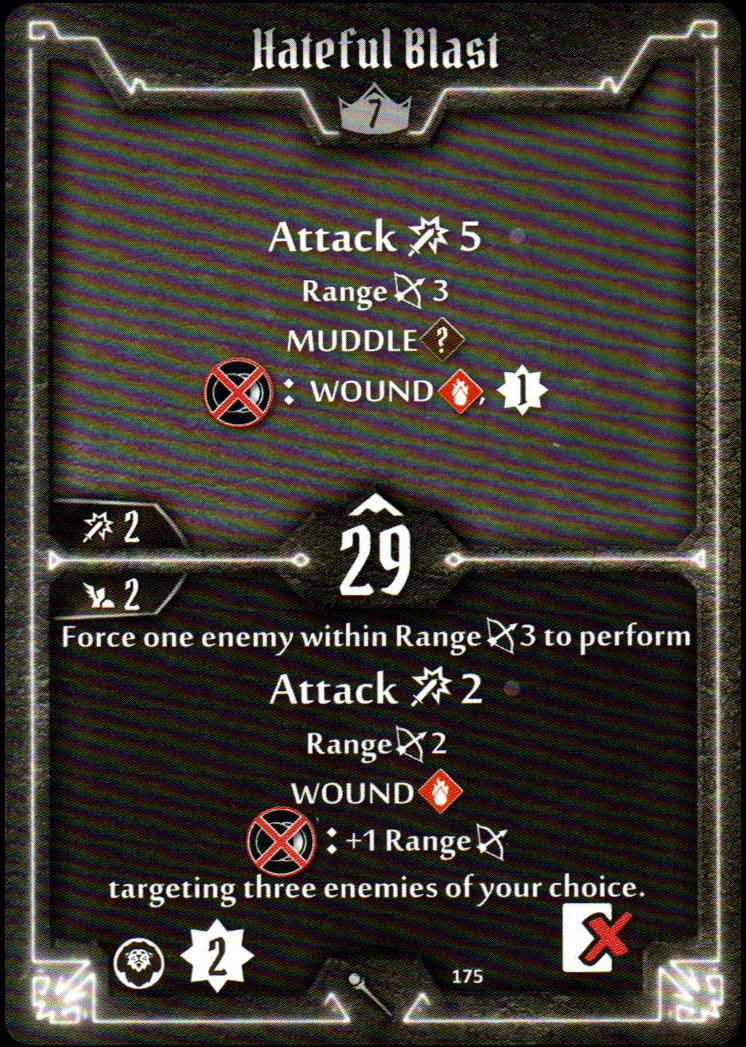 Hateful Blast
7
Attack 5
Range 3
MUDDLE ?
: WOUND , 1
2
29
2
Force one enemy within Range 3 to perform
Attack 2
Range 2
WOUND
: +1 Range
targeting three enemies of your choice.
2
175